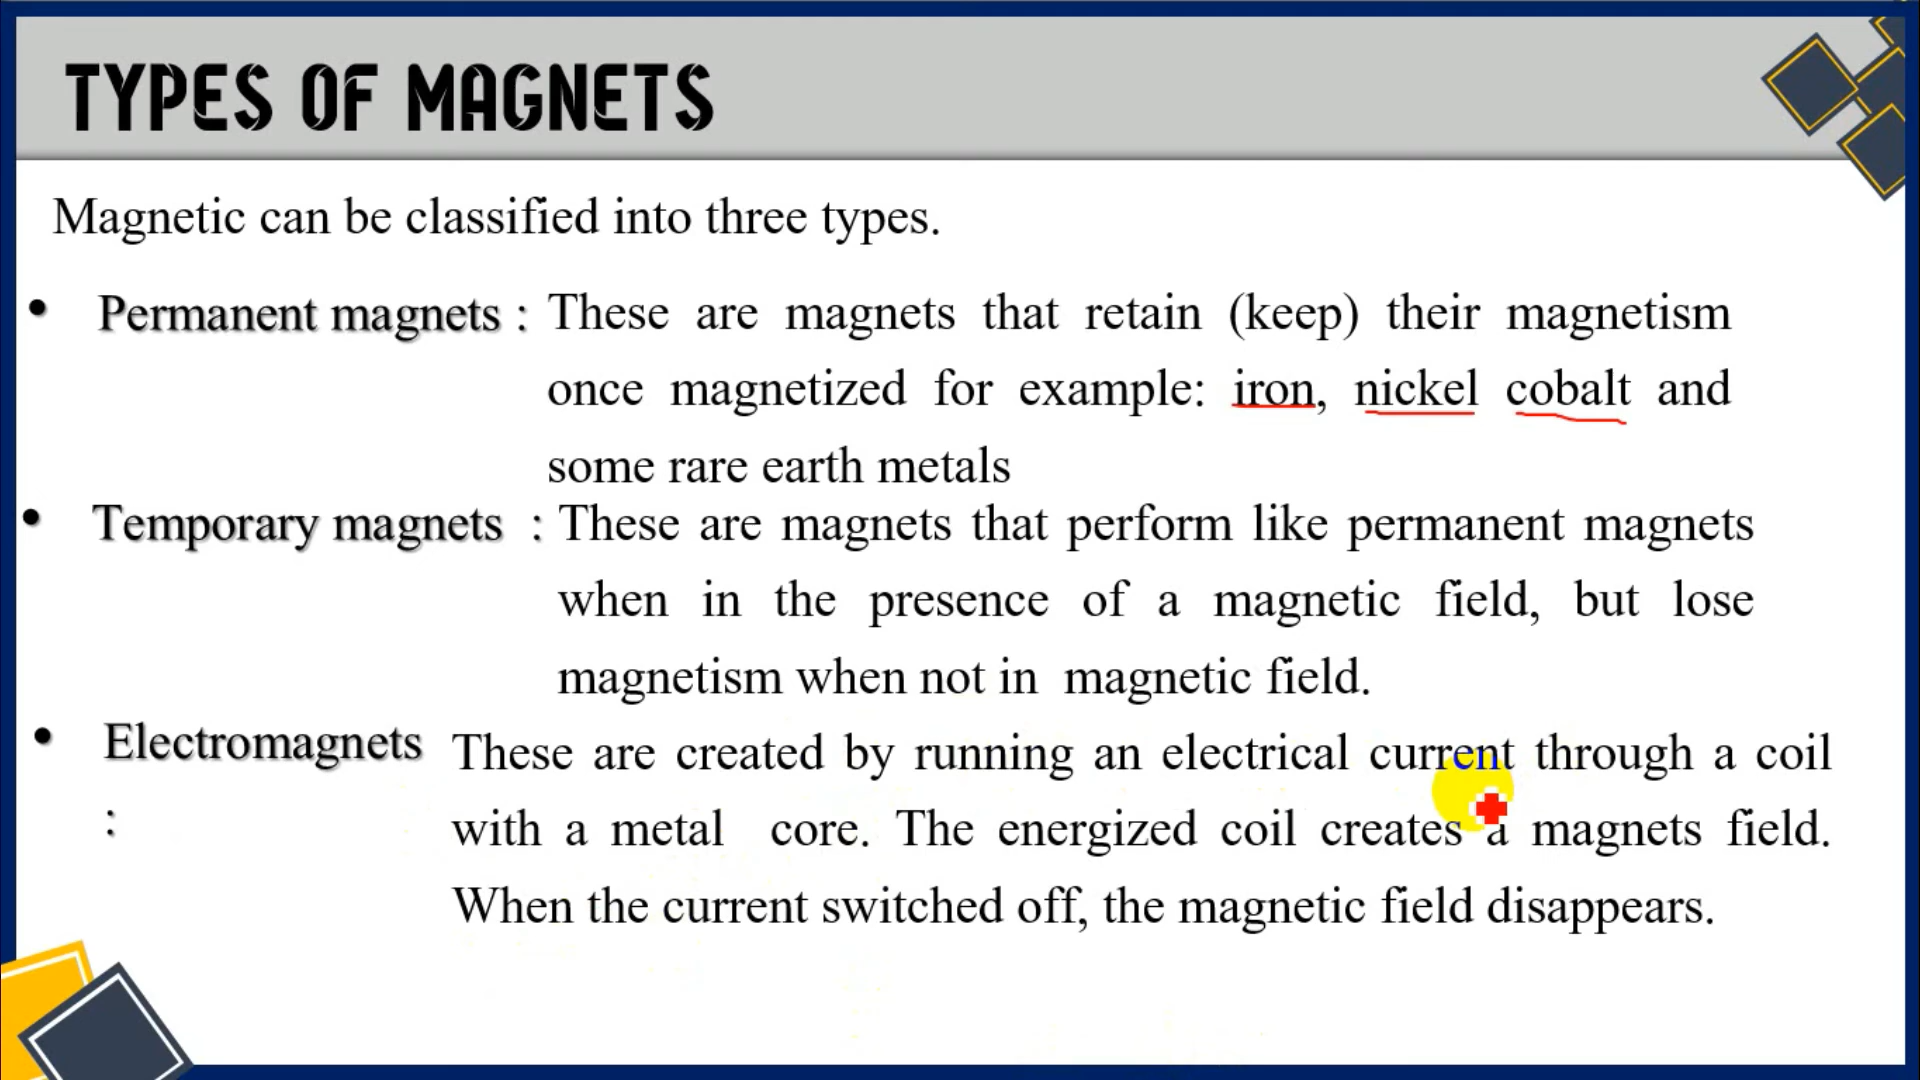 TYPES OF MAGNETS
Magnetic can be classified into three types.
• Permanent magnets : These are magnets that retain (keep) their magnetism
once magnetized for example: iron, nickel cobalt and
some rare earth metals
• Temporary magnets : These are magnets that perform like permanent magnets
when in the presence of a magnetic field, but lose
magnetism when not in magnetic field.
• Electromagnets These are created by running an electrical current through a coil
: with a metal core. The energized coil creates a magnets field.
When the current switched off, the magnetic field disappears.